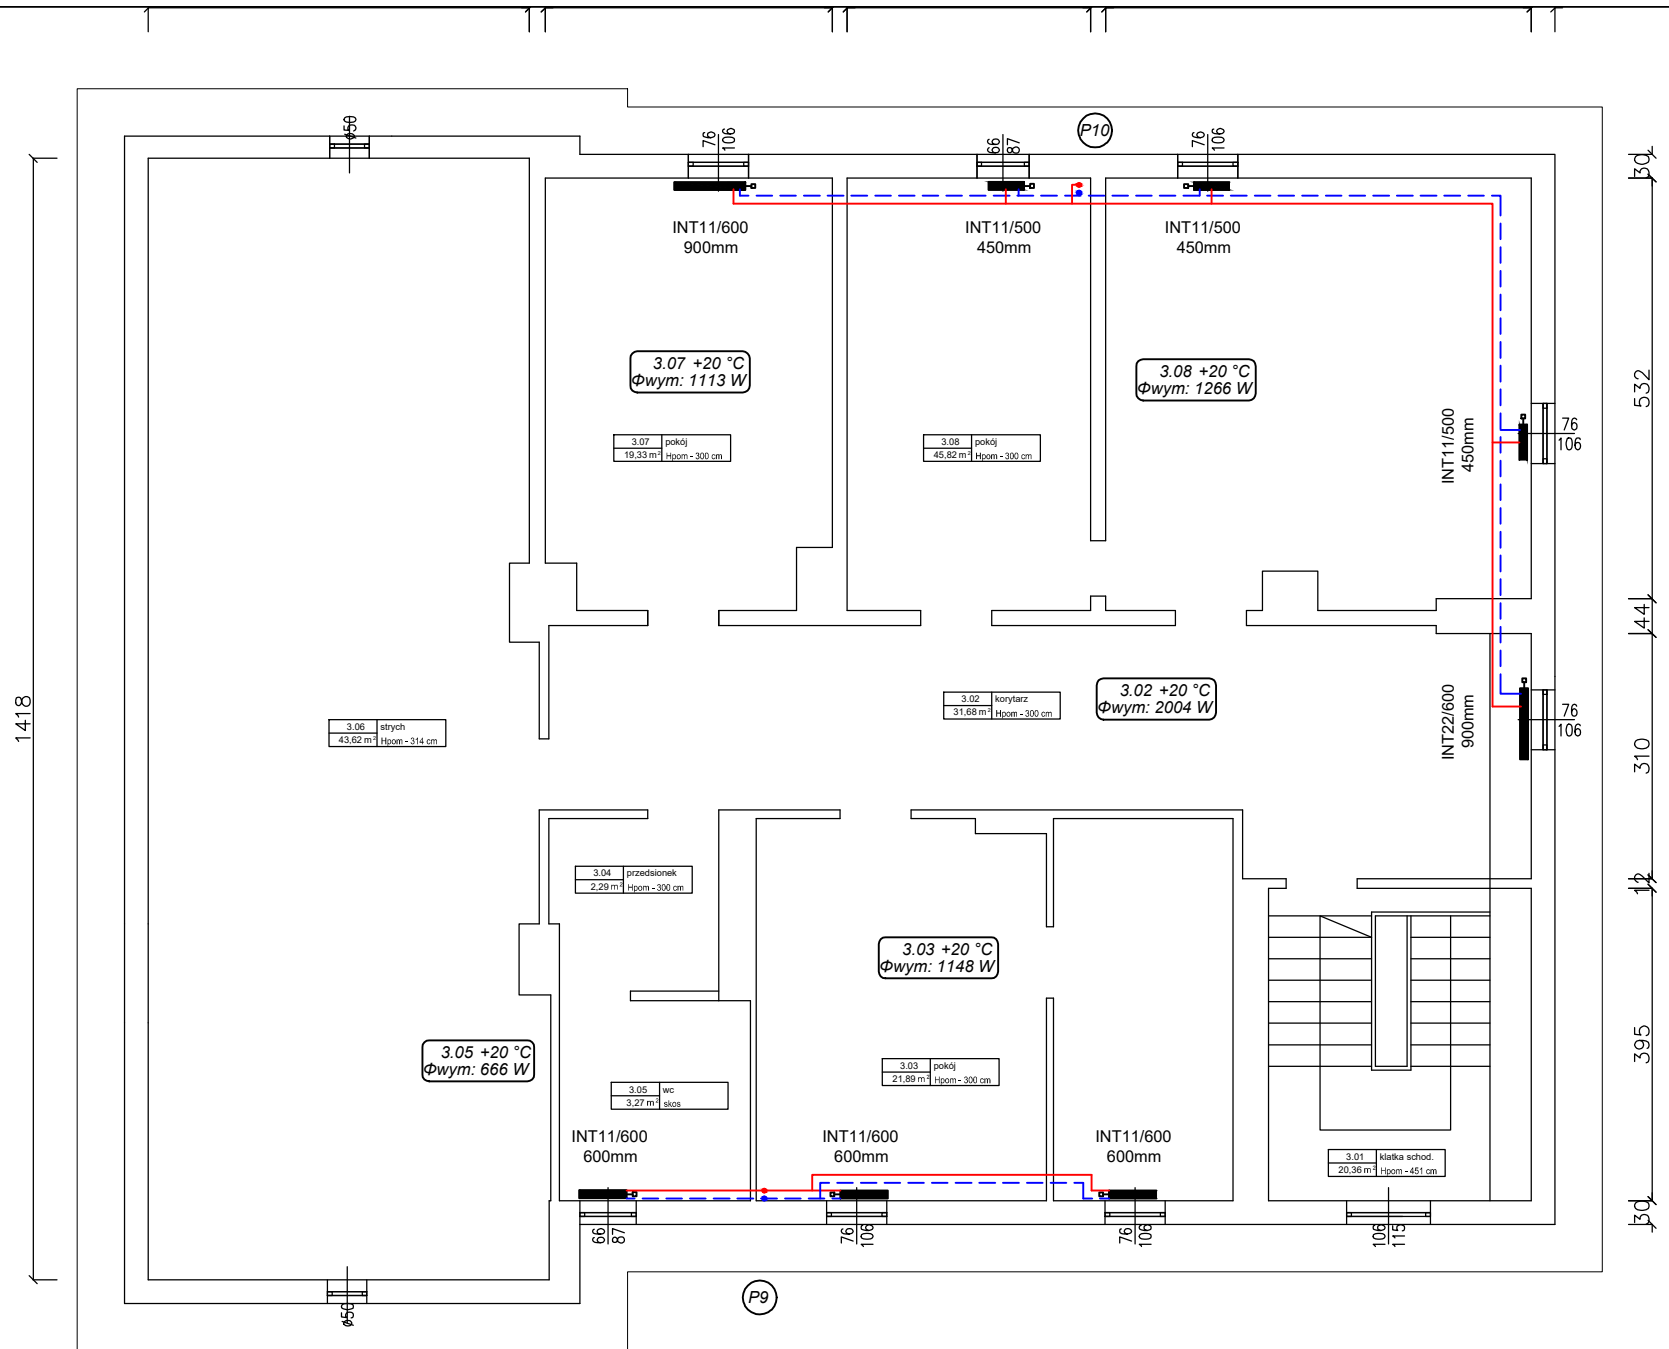 ø50
76
106
66
87
P10
76
106
30
INT11/600
900mm
INT11/500
450mm
INT11/500
450mm
3.07 +20 °C
Φwym: 1113 W
3.08 +20 °C
Φwym: 1266 W
532
3.07 pokój
19,33 m² Hpom - 300 cm
3.08 pokój
45,82 m² Hpom - 300 cm
INT11/500
450mm
76
106
44
3.02 +20 °C
Φwym: 2004 W
3.02 korytarz
31,68 m² Hpom - 300 cm
1418
3.06 strych
43,62 m² Hpom - 314 cm
INT22/600
900mm
76
106
310
3.04 przedsionek
2,29 m² Hpom - 300 cm
12
3.03 +20 °C
Φwym: 1148 W
395
3.05 +20 °C
Φwym: 666 W
3.03 pokój
21,89 m² Hpom - 300 cm
3.05 wc
3,27 m² skos
INT11/600
600mm
INT11/600
600mm
INT11/600
600mm
3.01 klatka schod.
20,36 m² Hpom - 451 cm
66
87
76
106
76
106
106
115
30
P9
ø50